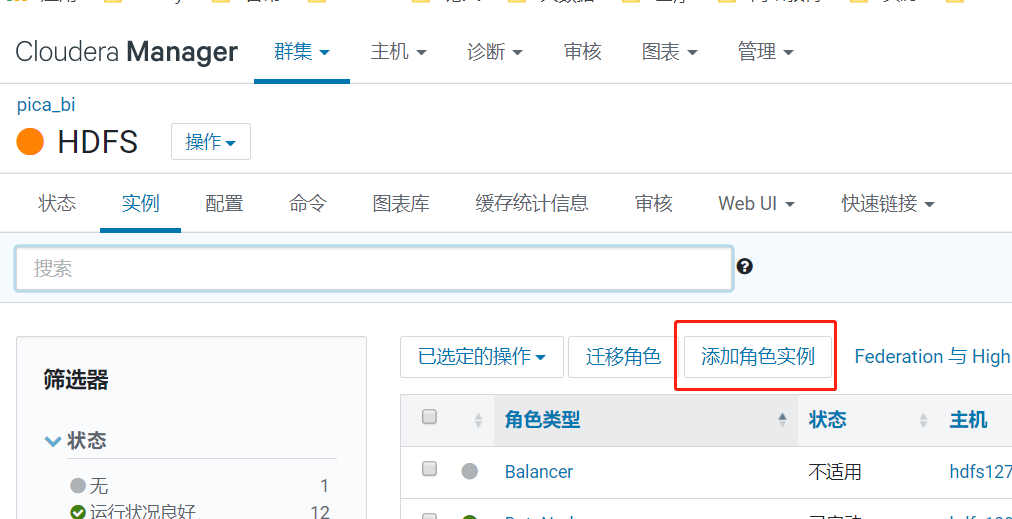 Cloudera Manager 群集 主机 诊断 审核 图表 管理
pica_bi
HDFS 操作
状态 实例 配置 命令 图表库 缓存统计信息 审核 Web UI 快速链接
搜索
筛选器
状态
无 1
运行状况良好 12
已选定的操作 迁移角色 添加角色实例 Federation 与 High
角色类型 状态 主机
Balancer 不适用 hdfs127